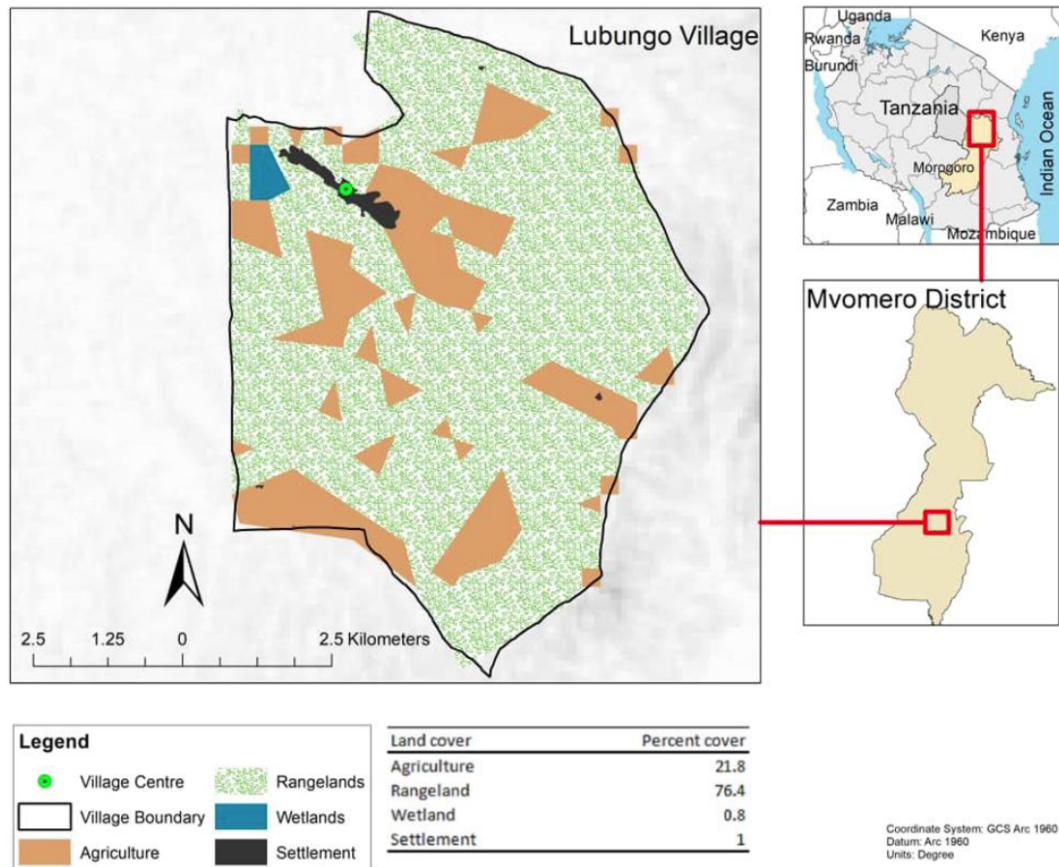 Lubungo Village
N
2.5 1.25 0 2.5 Kilometers
Uganda
Rwanda
Burundi
Kenya
Tanzania
Indian Ocean
Morogoro
Zambia
Malawi
Mozambique
Mvomero District
Legend
Village Centre
Rangelands
Village Boundary
Wetlands
Agriculture
Settlement
Land cover Percent cover
Agriculture 21.8
Rangeland 76.4
Wetland 0.8
Settlement 1
Coordinate System: GCS Arc 1960
Datum: Arc 1960
Units: Degree